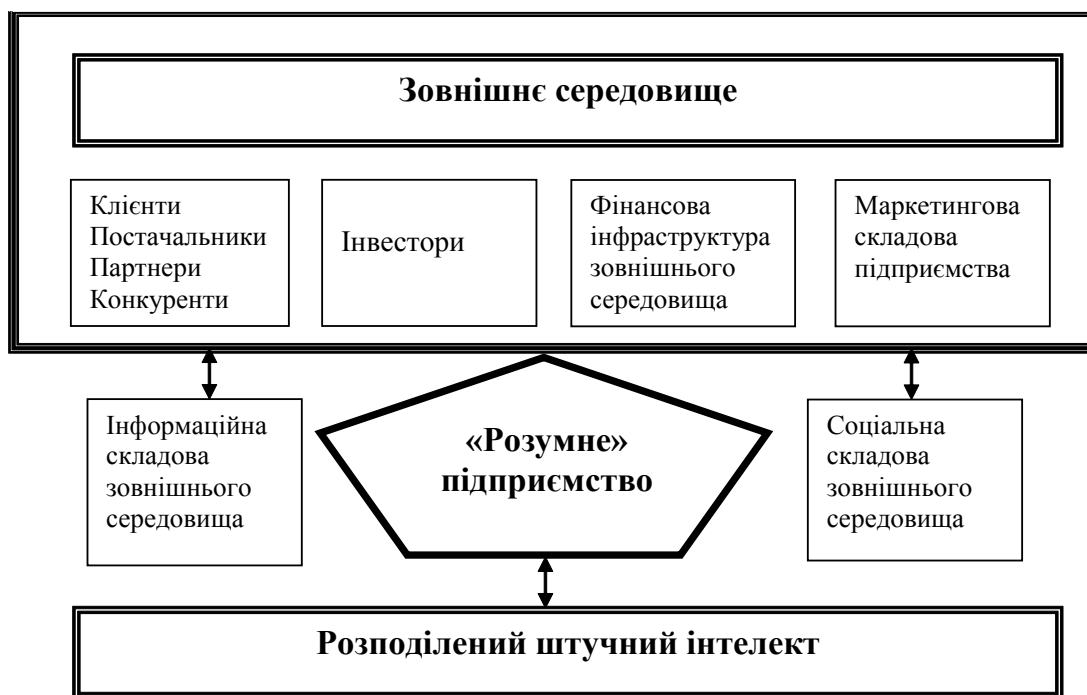 Зовнішнє середовище
Клієнти
Постачальники
Партнери
Конкуренти
Інвестори
Фінансова
інфраструктура
зовнішнього
середовища
Маркетингова
складова
підприємства
Інформаційна
складова
зовнішнього
середовища
«Розумне»
підприємство
Соціальна
складова
зовнішнього
середовища
Розподілений штучний інтелект